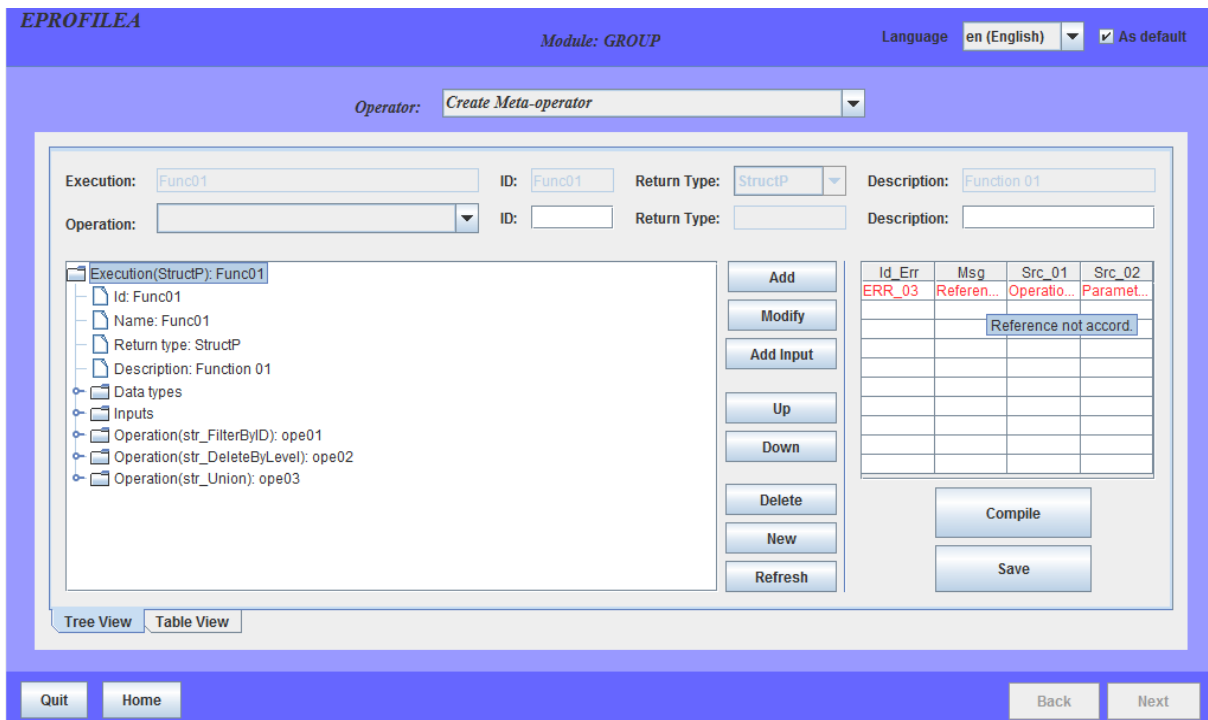 EPROFILEA
Module: GROUP
Language en (English) As default
Operator: Create Meta-operator
Execution: Func01 ID: Func01 Return Type: StructP Description: Function 01
Operation: ID: Return Type: Description:
Execution(StructP): Func01
Id: Func01
Name: Func01
Return type: StructP
Description: Function 01
Data types
Inputs
Operation(str_FilterByID): ope01
Operation(str_DeleteByLevel): ope02
Operation(str_Union): ope03
Add
Modify
Add Input
Up
Down
Delete
New
Refresh
Id_Err Msg Src_01 Src_02
ERR_03 Referen... Operatio... Paramet...
Reference not accord.
Compile
Save
Tree View Table View
Quit Home Back Next